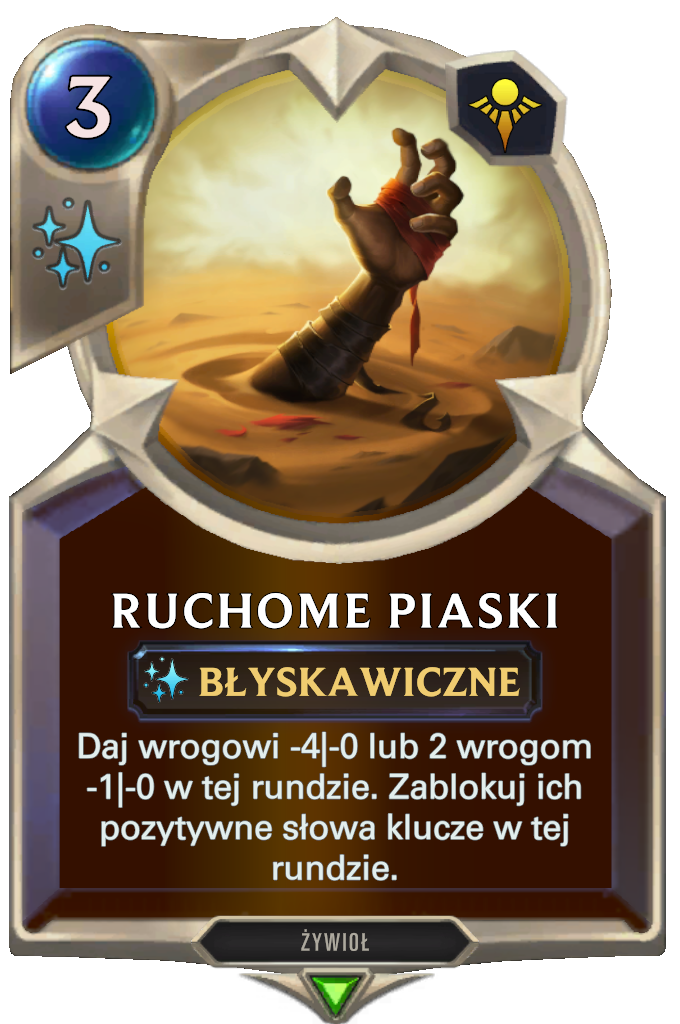 3
RUCHOME PIASKI
BŁYSKAWICZNE
Daj wrogowi -4|-0 lub 2 wrogom
-1|-0 w tej rundzie. Zablokuj ich
pozytywne słowa klucze w tej
rundzie.
ŻYWIOŁ